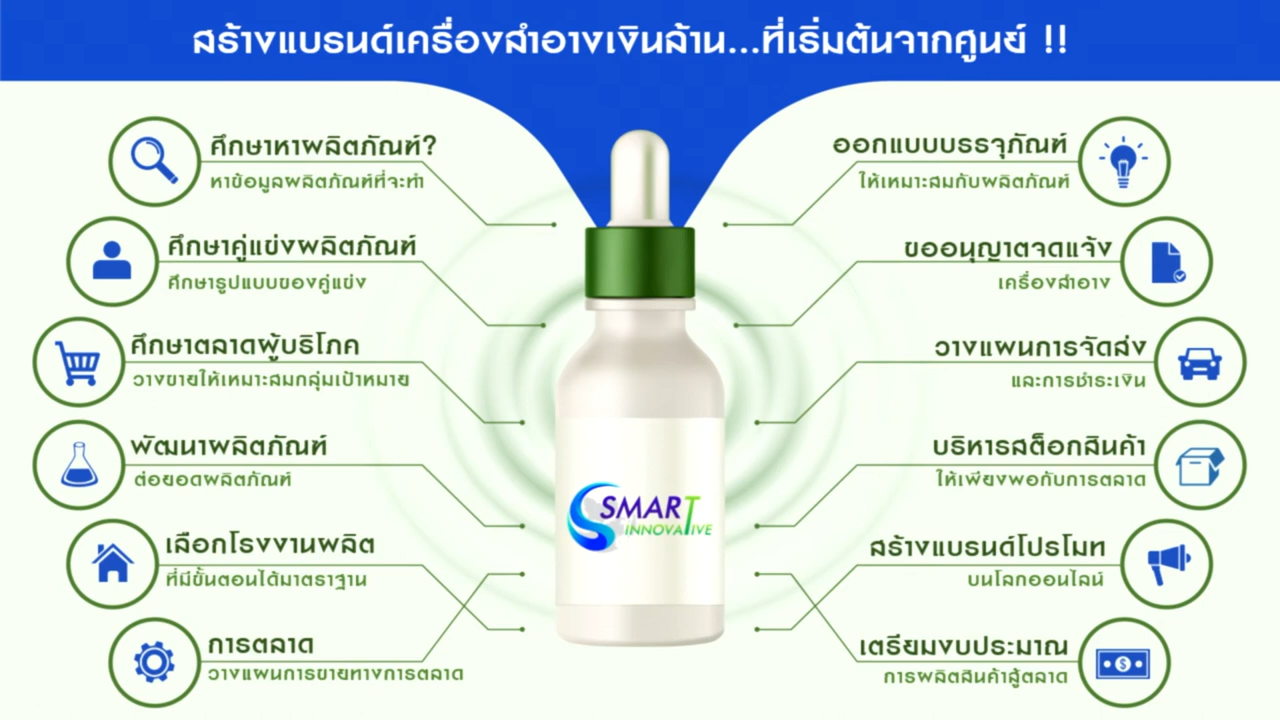 สร้างแบรนด์เครื่องสำอางเงินล้าน...ที่เริ่มต้นจากศูนย์ !!
ศึกษาหาผลิตภัณฑ์?
หาข้อมูลผลิตภัณฑ์ที่จะทำ
ศึกษาคู่แข่งผลิตภัณฑ์
ศึกษารูปแบบของคู่แข่ง
ศึกษาตลาดผู้บริโภค
วางขายให้เหมาะสมกลุ่มเป้าหมาย
พัฒนาผลิตภัณฑ์
ต่อยอดผลิตภัณฑ์
เลือกโรงงานผลิต
ที่มีขั้นตอนได้มาตราฐาน
การตลาด
วางแผนการขายทางการตลาด
SMART
INNOVATIVE
ออกแบบบรรจุภัณฑ์
ให้เหมาะสมกับผลิตภัณฑ์
ขออนุญาตจดแจ้ง
เครื่องสำอาง
วางแผนการจัดส่ง
และการชำระเงิน
บริหารสต็อกสินค้า
ให้เพียงพอกับการตลาด
สร้างแบรนด์โปรโมท
บนโลกออนไลน์
เตรียมงบประมาณ
การผลิตสินค้าสู้ตลาด